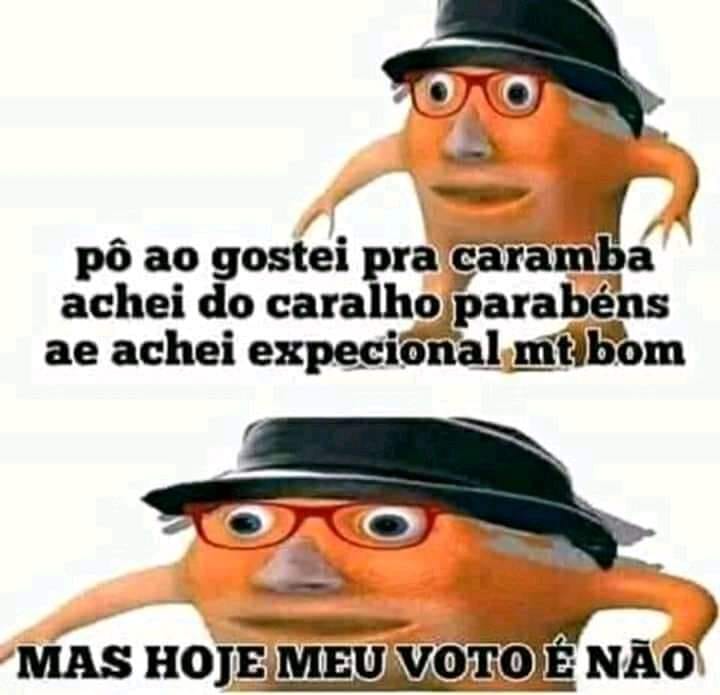 pô ao gostei pra caramba
achei do caralho parabéns
ae achei expecional mt bom
MAS HOJE MEU VOTO É NÃO